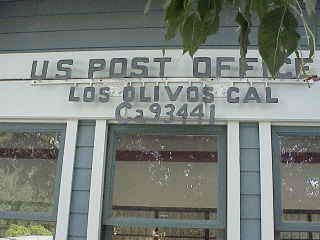 US POST OFFICE
LOS OLIVOS CAL
Ca 93441